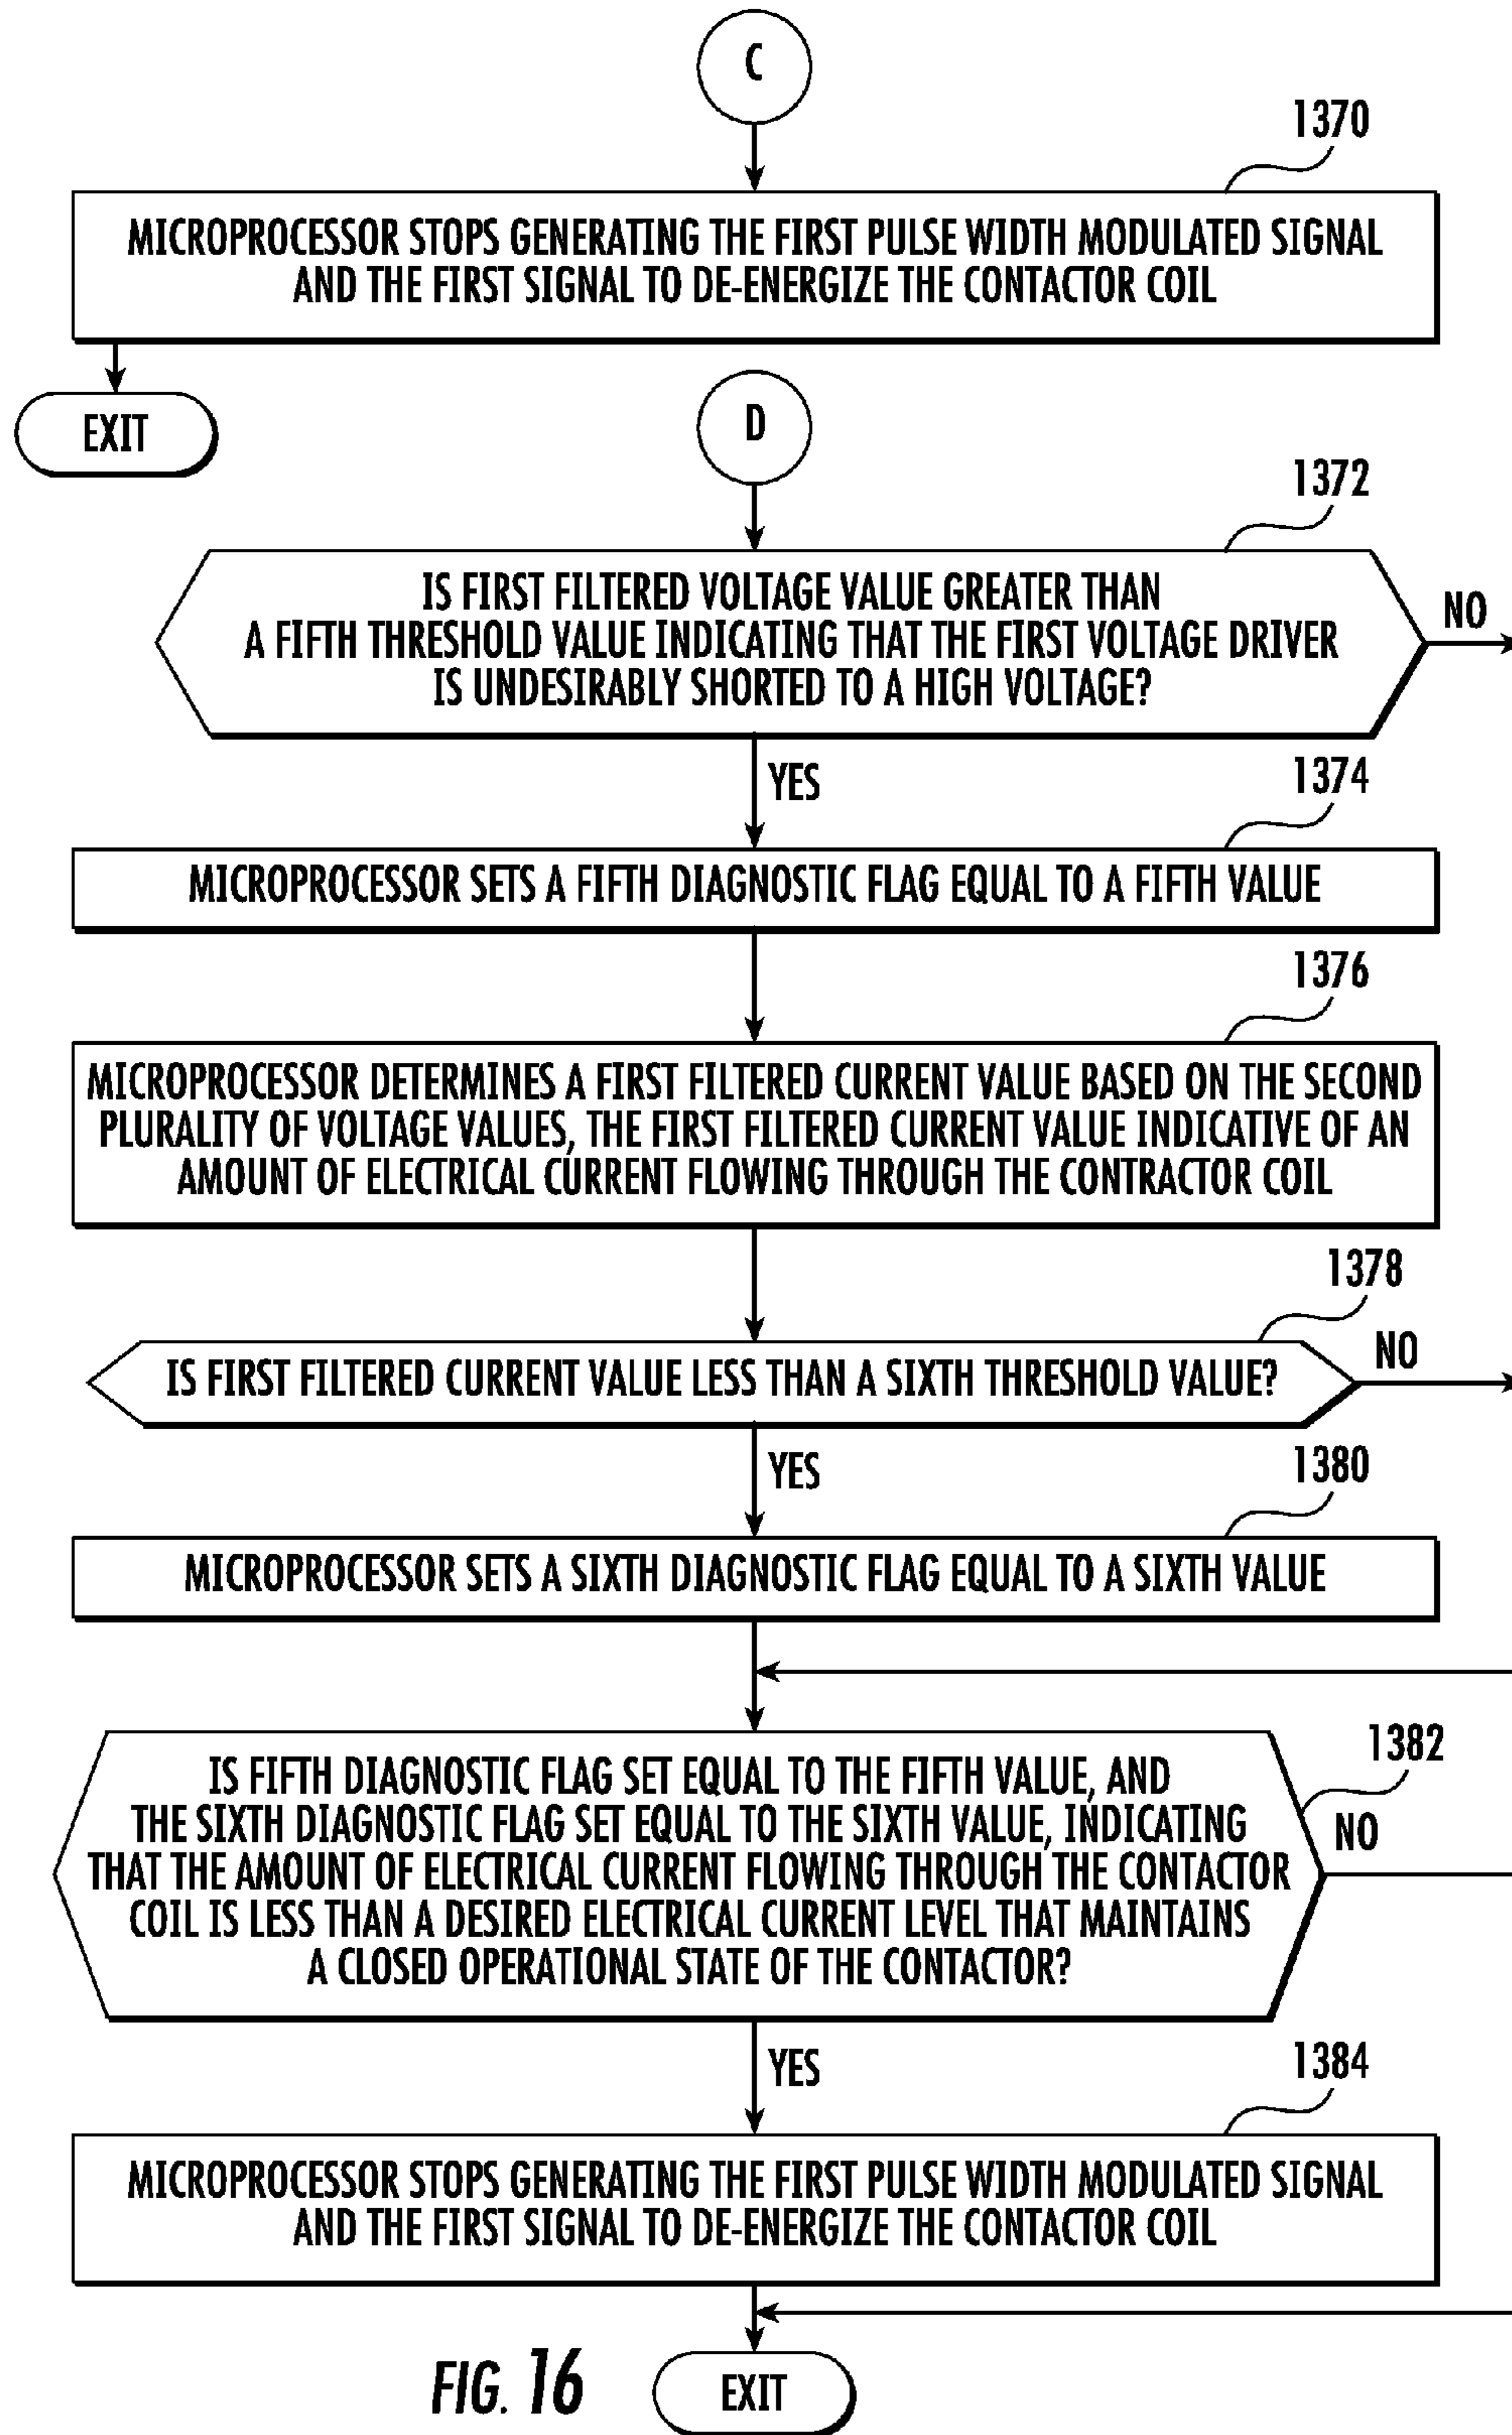 C
1370
MICROPROCESSOR STOPS GENERATING THE FIRST PULSE WIDTH MODULATED SIGNAL
AND THE FIRST SIGNAL TO DE-ENERGIZE THE CONTACTOR COIL
EXIT
D
1372
IS FIRST FILTERED VOLTAGE VALUE GREATER THAN
A FIFTH THRESHOLD VALUE INDICATING THAT THE FIRST VOLTAGE DRIVER
IS UNDESIRABLY SHORTED TO A HIGH VOLTAGE?
NO
YES
1374
MICROPROCESSOR SETS A FIFTH DIAGNOSTIC FLAG EQUAL TO A FIFTH VALUE
1376
MICROPROCESSOR DETERMINES A FIRST FILTERED CURRENT VALUE BASED ON THE SECOND
PLURALITY OF VOLTAGE VALUES, THE FIRST FILTERED CURRENT VALUE INDICATIVE OF AN
AMOUNT OF ELECTRICAL CURRENT FLOWING THROUGH THE CONTRACTOR COIL
1378
IS FIRST FILTERED CURRENT VALUE LESS THAN A SIXTH THRESHOLD VALUE?
NO
YES
1380
MICROPROCESSOR SETS A SIXTH DIAGNOSTIC FLAG EQUAL TO A SIXTH VALUE
1382
IS FIFTH DIAGNOSTIC FLAG SET EQUAL TO THE FIFTH VALUE, AND
THE SIXTH DIAGNOSTIC FLAG SET EQUAL TO THE SIXTH VALUE, INDICATING
THAT THE AMOUNT OF ELECTRICAL CURRENT FLOWING THROUGH THE CONTACTOR
COIL IS LESS THAN A DESIRED ELECTRICAL CURRENT LEVEL THAT MAINTAINS
A CLOSED OPERATIONAL STATE OF THE CONTACTOR?
NO
YES
1384
MICROPROCESSOR STOPS GENERATING THE FIRST PULSE WIDTH MODULATED SIGNAL
AND THE FIRST SIGNAL TO DE-ENERGIZE THE CONTACTOR COIL
EXIT
FIG. 16